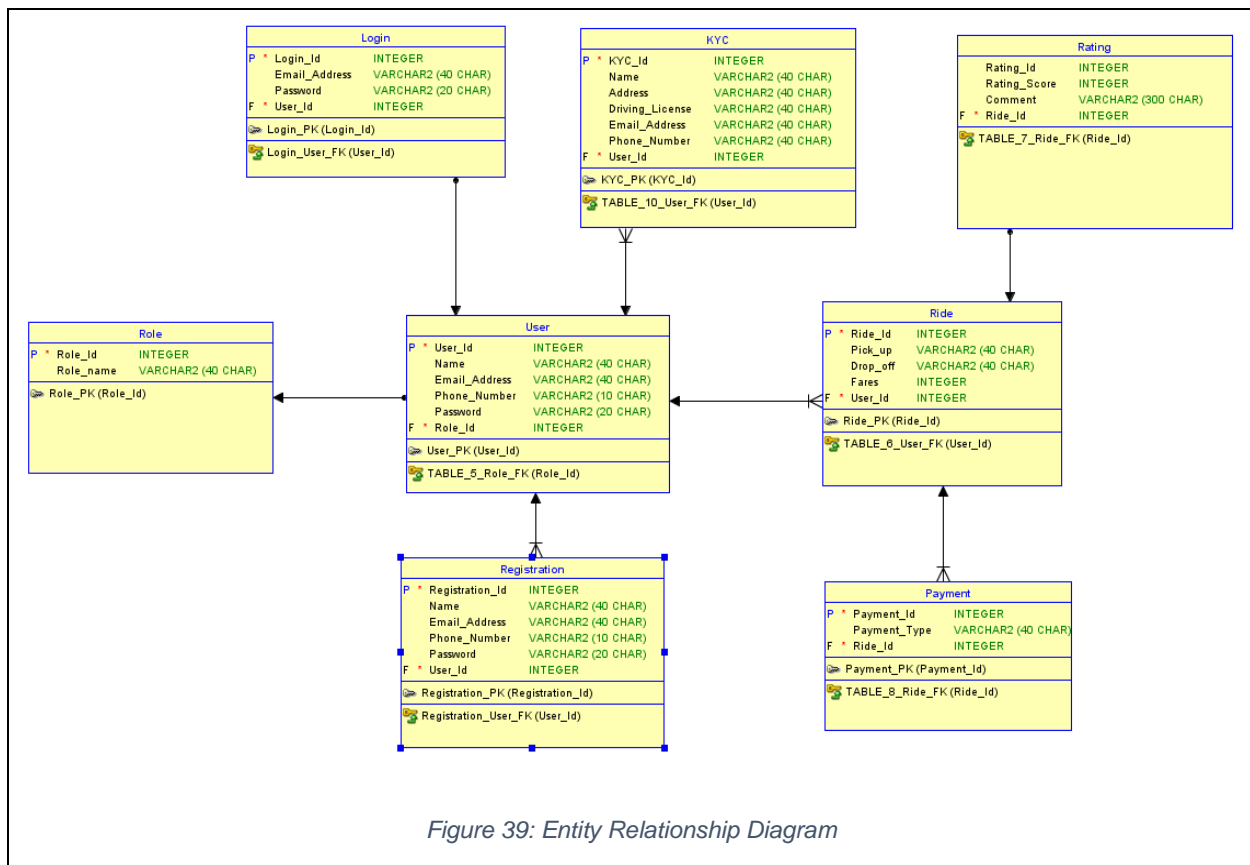 Login
P * Login_Id INTEGER
Email_Address VARCHAR2 (40 CHAR)
Password VARCHAR2 (20 CHAR)
F * User_Id INTEGER
Login_PK (Login_Id)
Login_User_FK (User_Id)
KYC
P * KYC_Id INTEGER
Name VARCHAR2 (40 CHAR)
Address VARCHAR2 (40 CHAR)
Driving_License VARCHAR2 (40 CHAR)
Email_Address VARCHAR2 (40 CHAR)
Phone_Number VARCHAR2 (40 CHAR)
F * User_Id INTEGER
KYC_PK (KYC_Id)
TABLE_10_User_FK (User_Id)
Rating
Rating_Id INTEGER
Rating_Score INTEGER
Comment VARCHAR2 (300 CHAR)
F * Ride_Id INTEGER
TABLE_7_Ride_FK (Ride_Id)
Role
P * Role_Id INTEGER
Role_name VARCHAR2 (40 CHAR)
Role_PK (Role_Id)
User
P * User_Id INTEGER
Name VARCHAR2 (40 CHAR)
Email_Address VARCHAR2 (40 CHAR)
Phone_Number VARCHAR2 (10 CHAR)
Password VARCHAR2 (20 CHAR)
F * Role_Id INTEGER
User_PK (User_Id)
TABLE_5_Role_FK (Role_Id)
Ride
P * Ride_Id INTEGER
Pick_up VARCHAR2 (40 CHAR)
Drop_off VARCHAR2 (40 CHAR)
Fares INTEGER
F * User_Id INTEGER
Ride_PK (Ride_Id)
TABLE_6_User_FK (User_Id)
Registration
P * Registration_Id INTEGER
Name VARCHAR2 (40 CHAR)
Email_Address VARCHAR2 (40 CHAR)
Phone_Number VARCHAR2 (10 CHAR)
Password VARCHAR2 (20 CHAR)
F * User_Id INTEGER
Registration_PK (Registration_Id)
Registration_User_FK (User_Id)
Payment
P * Payment_Id INTEGER
Payment_Type VARCHAR2 (40 CHAR)
F * Ride_Id INTEGER
Payment_PK (Payment_Id)
TABLE_8_Ride_FK (Ride_Id)
Figure 39: Entity Relationship Diagram